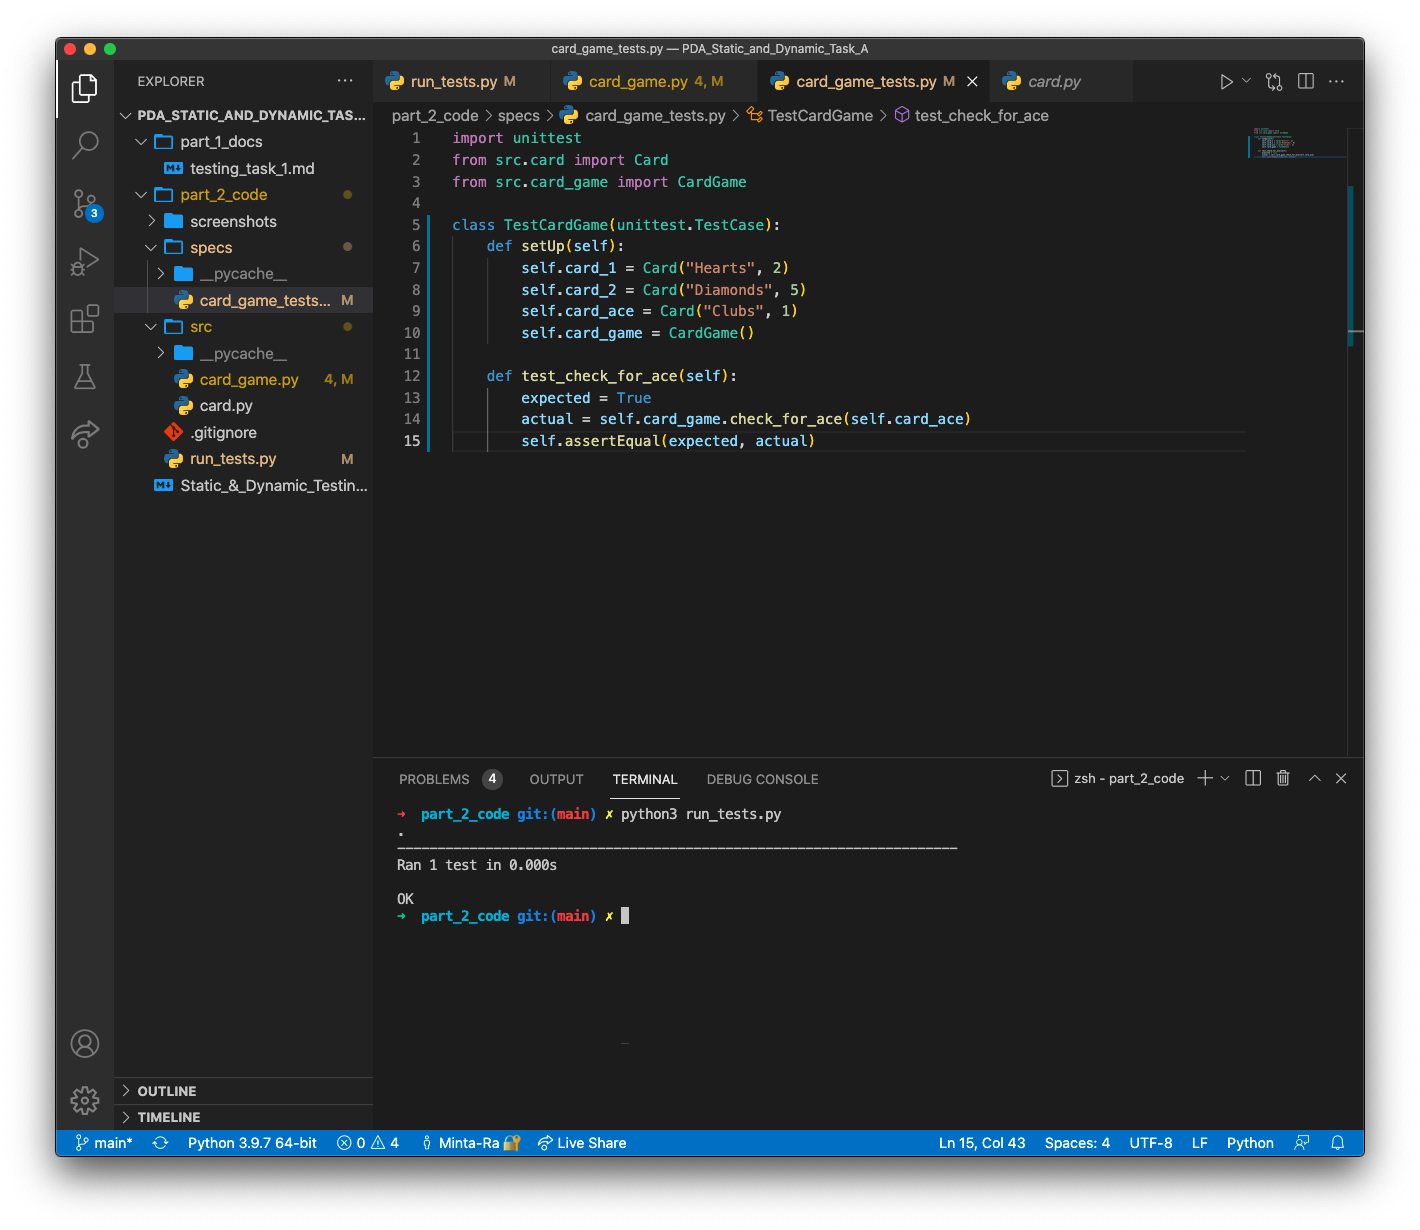 card_game_tests.py — PDA_Static_and_Dynamic_Task_A
EXPLORER
PDA_STATIC_AND_DYNAMIC_TAS...
part_1_docs
testing_task_1.md
part_2_code
screenshots
specs
__pycache__
card_game_tests... M
src
__pycache__
card_game.py 4, M
card.py
.gitignore
run_tests.py M
Static_&_Dynamic_Testin...
OUTLINE
TIMELINE
3
run_tests.py M
card_game.py 4, M
card_game_tests.py M
card.py
part_2_code > specs > card_game_tests.py > TestCardGame > test_check_for_ace
1 import unittest
2 from src.card import Card
3 from src.card_game import CardGame
4
5 class TestCardGame(unittest.TestCase):
6     def setUp(self):
7         self.card_1 = Card("Hearts", 2)
8         self.card_2 = Card("Diamonds", 5)
9         self.card_ace = Card("Clubs", 1)
10         self.card_game = CardGame()
11
12     def test_check_for_ace(self):
13         expected = True
14         actual = self.card_game.check_for_ace(self.card_ace)
15         self.assertEqual(expected, actual)
PROBLEMS 4 OUTPUT TERMINAL DEBUG CONSOLE
zsh - part_2_code
→ part_2_code git:(main) ✗ python3 run_tests.py
.
----------------------------------------------------------------------
Ran 1 test in 0.000s
OK
→ part_2_code git:(main) ✗
main* Python 3.9.7 64-bit 0 4 Minta-Ra Live Share Ln 15, Col 43 Spaces: 4 UTF-8 LF Python